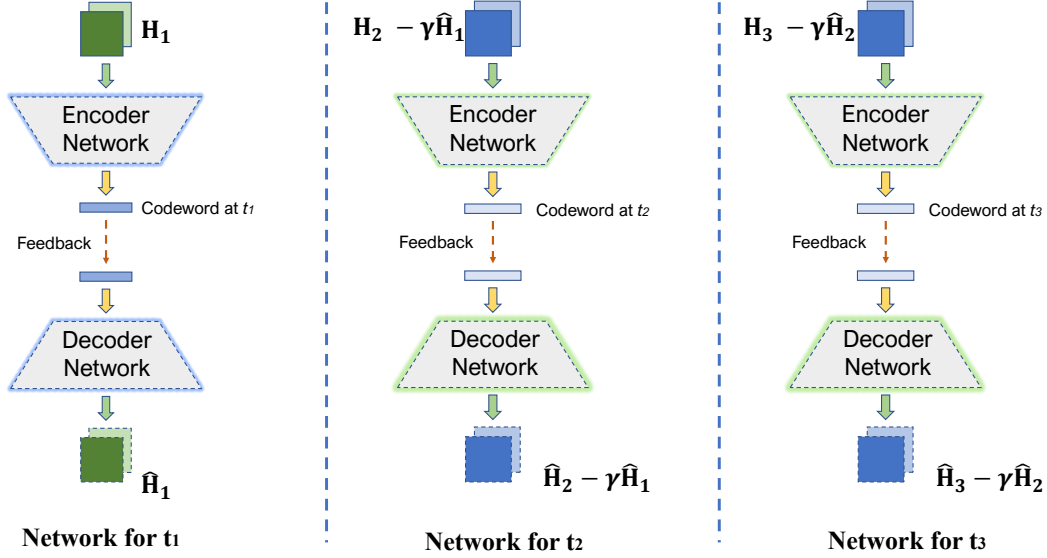 H₁
Encoder
Network
Codeword at t₁
Feedback
Decoder
Network
Ĥ₁
Network for t₁
H₂ − γĤ₁
Encoder
Network
Codeword at t₂
Feedback
Decoder
Network
Ĥ₂ − γĤ₁
Network for t₂
H₃ − γĤ₂
Encoder
Network
Codeword at t₃
Feedback
Decoder
Network
Ĥ₃ − γĤ₂
Network for t₃